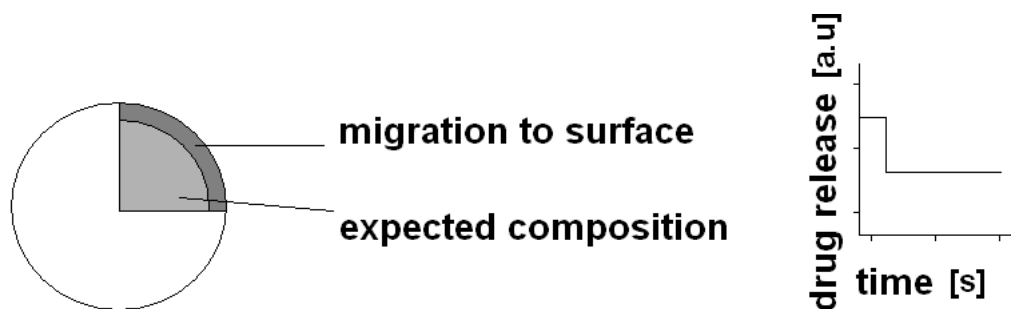 migration to surface
expected composition
drug release [a.u]
time [s]